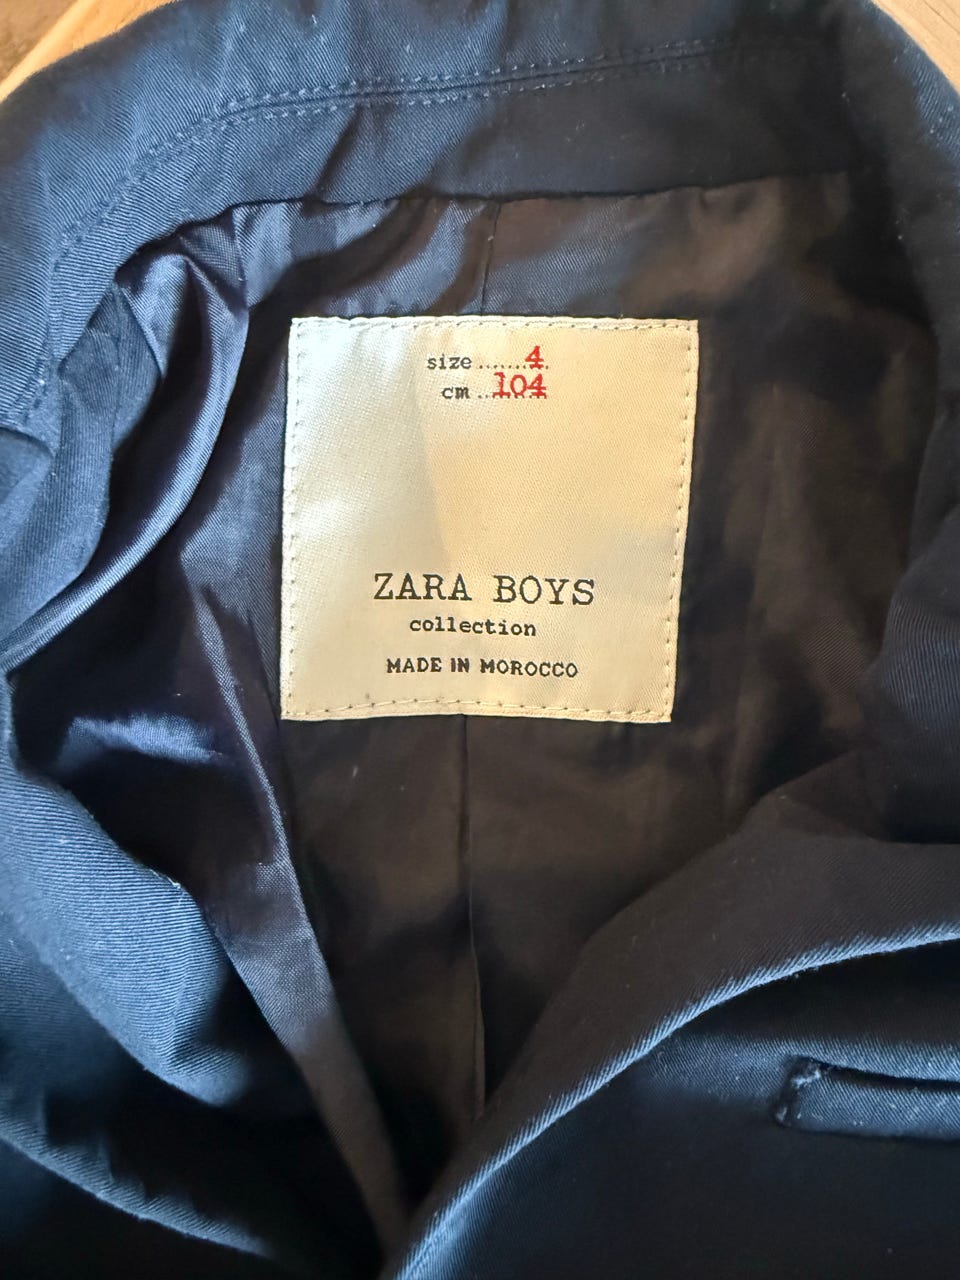 size.......4.
cm ..104
ZARA BOYS
collection
MADE IN MOROCCO